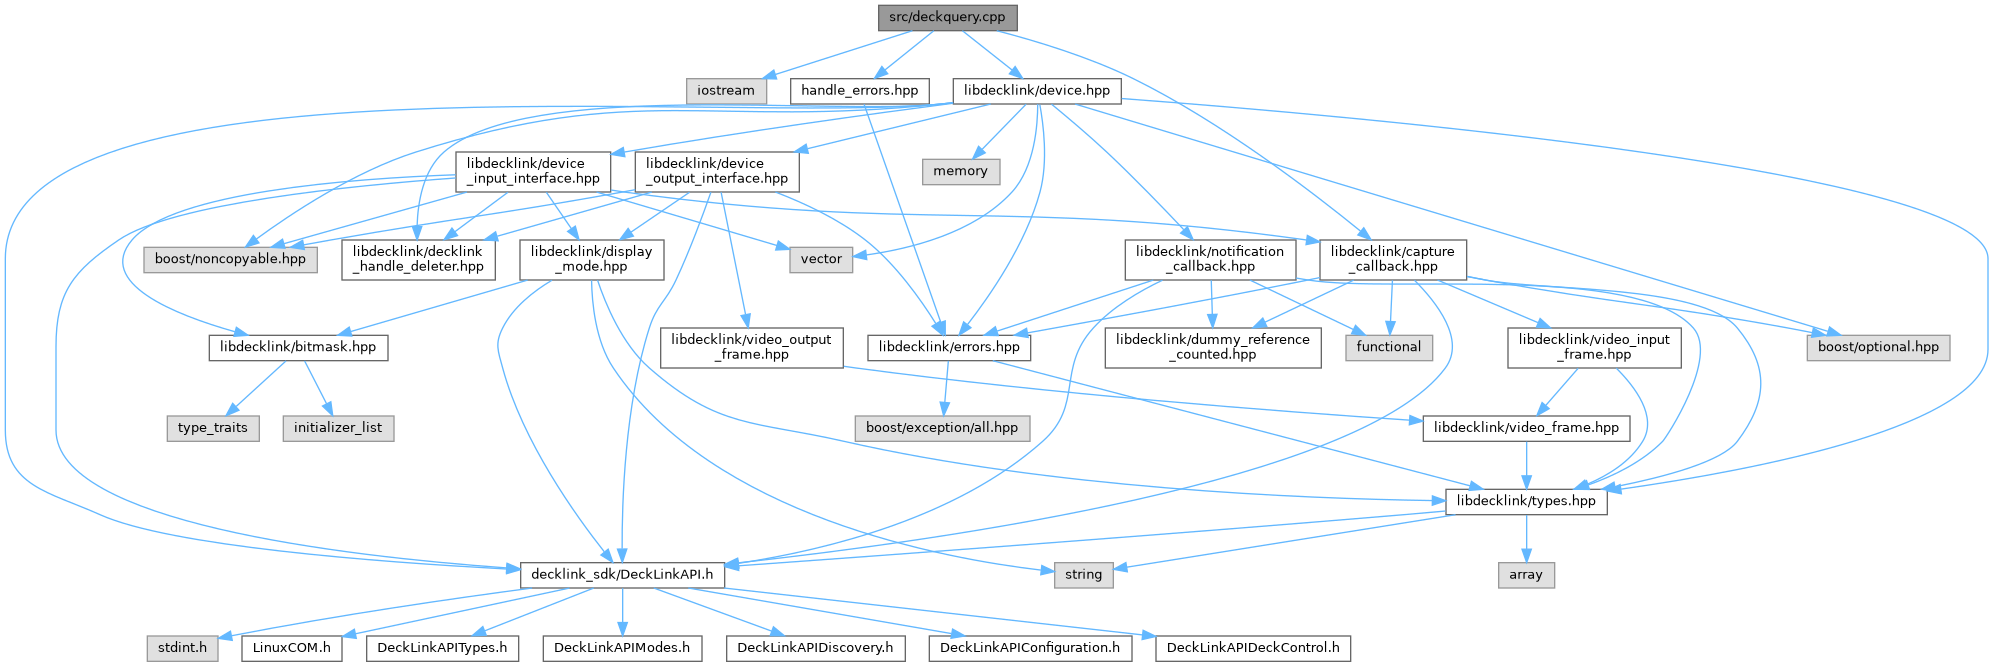 src/deckquery.cpp
iostream
handle_errors.hpp
libdecklink/device.hpp
libdecklink/device
_input_interface.hpp
libdecklink/device
_output_interface.hpp
memory
boost/noncopyable.hpp
libdecklink/decklink
_handle_deleter.hpp
libdecklink/display
_mode.hpp
vector
libdecklink/notification
_callback.hpp
libdecklink/capture
_callback.hpp
libdecklink/bitmask.hpp
libdecklink/video_output
_frame.hpp
libdecklink/errors.hpp
libdecklink/dummy_reference
_counted.hpp
functional
libdecklink/video_input
_frame.hpp
boost/optional.hpp
type_traits
initializer_list
boost/exception/all.hpp
libdecklink/video_frame.hpp
libdecklink/types.hpp
decklink_sdk/DeckLinkAPI.h
string
array
stdint.h
LinuxCOM.h
DeckLinkAPITypes.h
DeckLinkAPIModes.h
DeckLinkAPIDiscovery.h
DeckLinkAPIConfiguration.h
DeckLinkAPIDeckControl.h